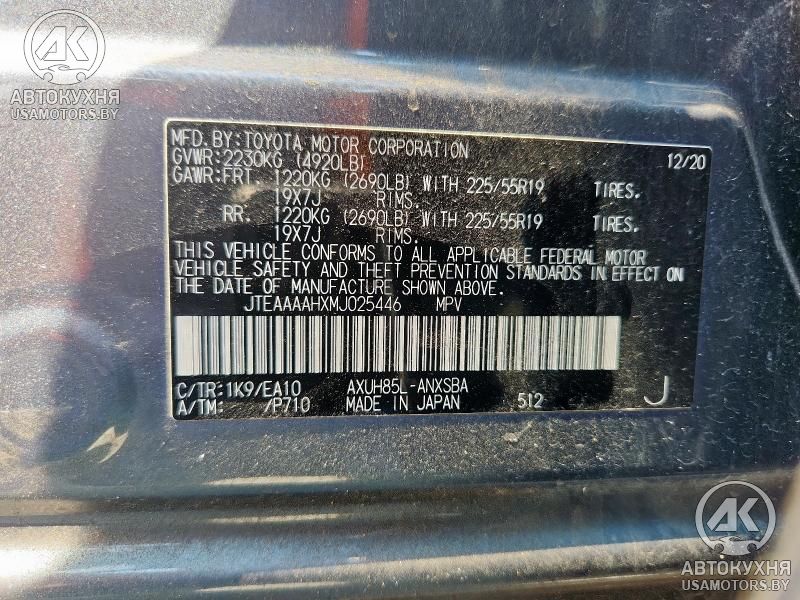 AK
АВТОКУХНЯ
USAMOTORS.BY
MFD.BY:TOYOTA MOTOR CORPORATION 12/20
GVWR:2230KG (4920LB)
GAWR:FRT 1220KG (2690LB) WITH 225/55R19 TIRES.
19X7J RIMS.
RR. 1220KG (2690LB) WITH 225/55R19 TIRES.
19X7J RIMS.
THIS VEHICLE CONFORMS TO ALL APPLICABLE FEDERAL MOTOR
VEHICLE SAFETY AND THEFT PREVENTION STANDARDS IN EFFECT ON
THE DATE OF MANUFACTURE SHOWN ABOVE.
JTEAAAAHXMJ025446 MPV
C/TR:1K9/EA10 AXUH85L-ANXSBA
A/TM: /P710 MADE IN JAPAN 512 J
AK
АВТОКУХНЯ
USAMOTORS.BY